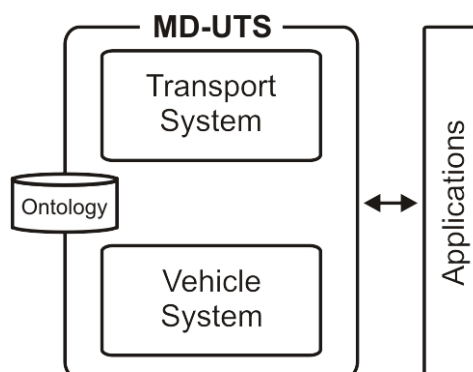 MD-UTS
Transport
System
Ontology
Vehicle
System
Applications